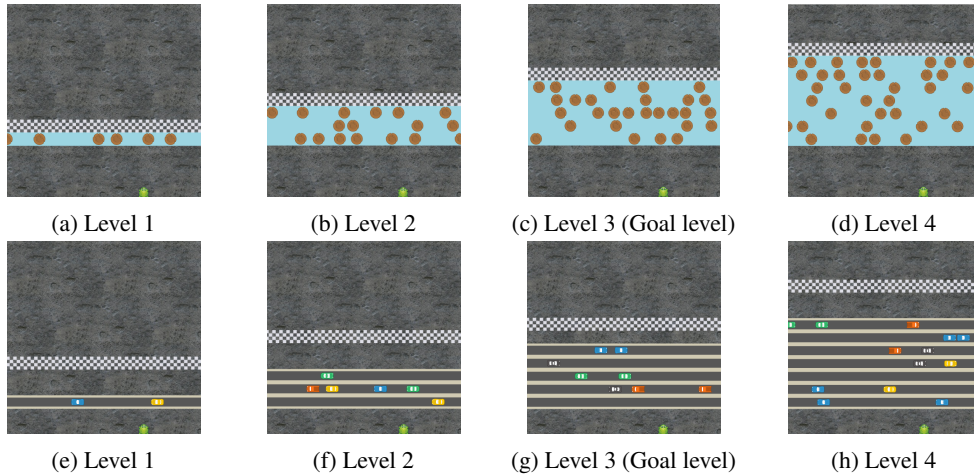 (a) Level 1
(b) Level 2
(c) Level 3 (Goal level)
(d) Level 4
(e) Level 1
(f) Level 2
(g) Level 3 (Goal level)
(h) Level 4